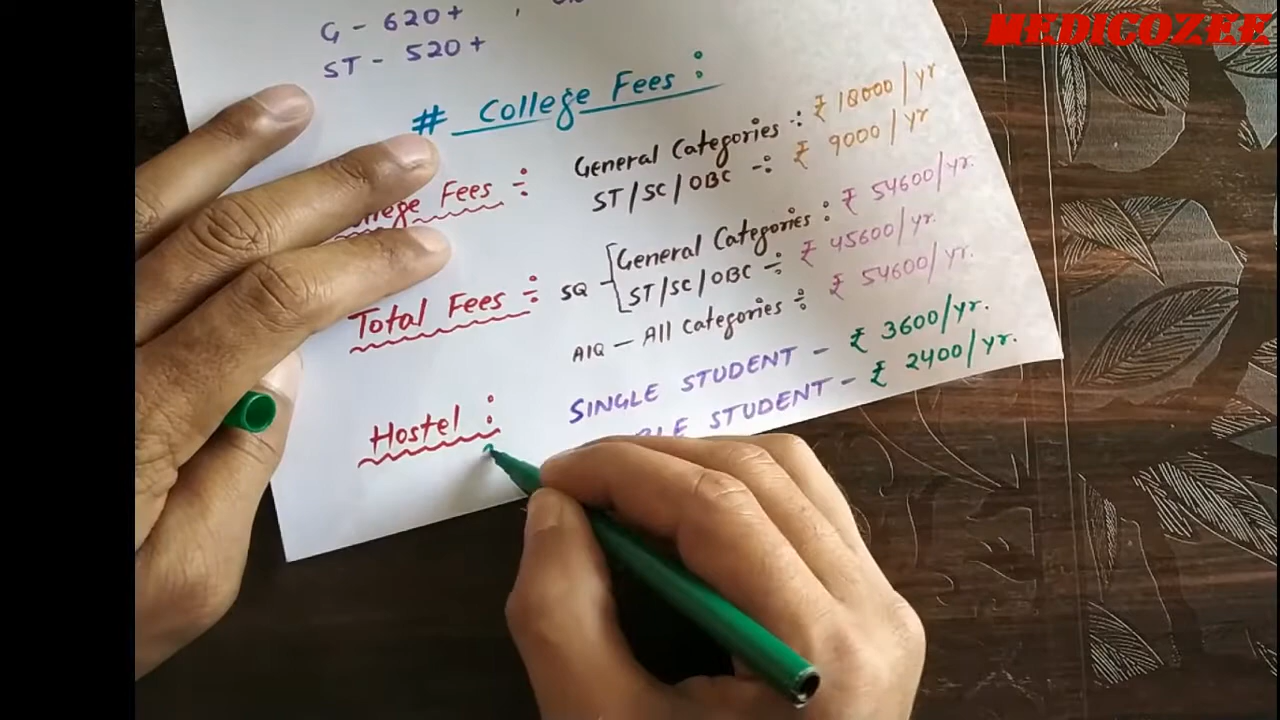 MEDICOZEE
G - 620+ ,
ST - 520+
# College Fees :
College Fees ÷ General Categories -: ₹ 18000/yr
ST/SC/OBC -: ₹ 9000/yr
Total Fees ÷ SQ - General Categories : ₹ 54600/yr.
ST/SC/OBC ÷ ₹ 45600/yr.
AIQ - All Categories ÷ ₹ 54600/yr.
Hostel : SINGLE STUDENT - ₹ 3600/yr.
STUDENT - ₹ 2400/yr.